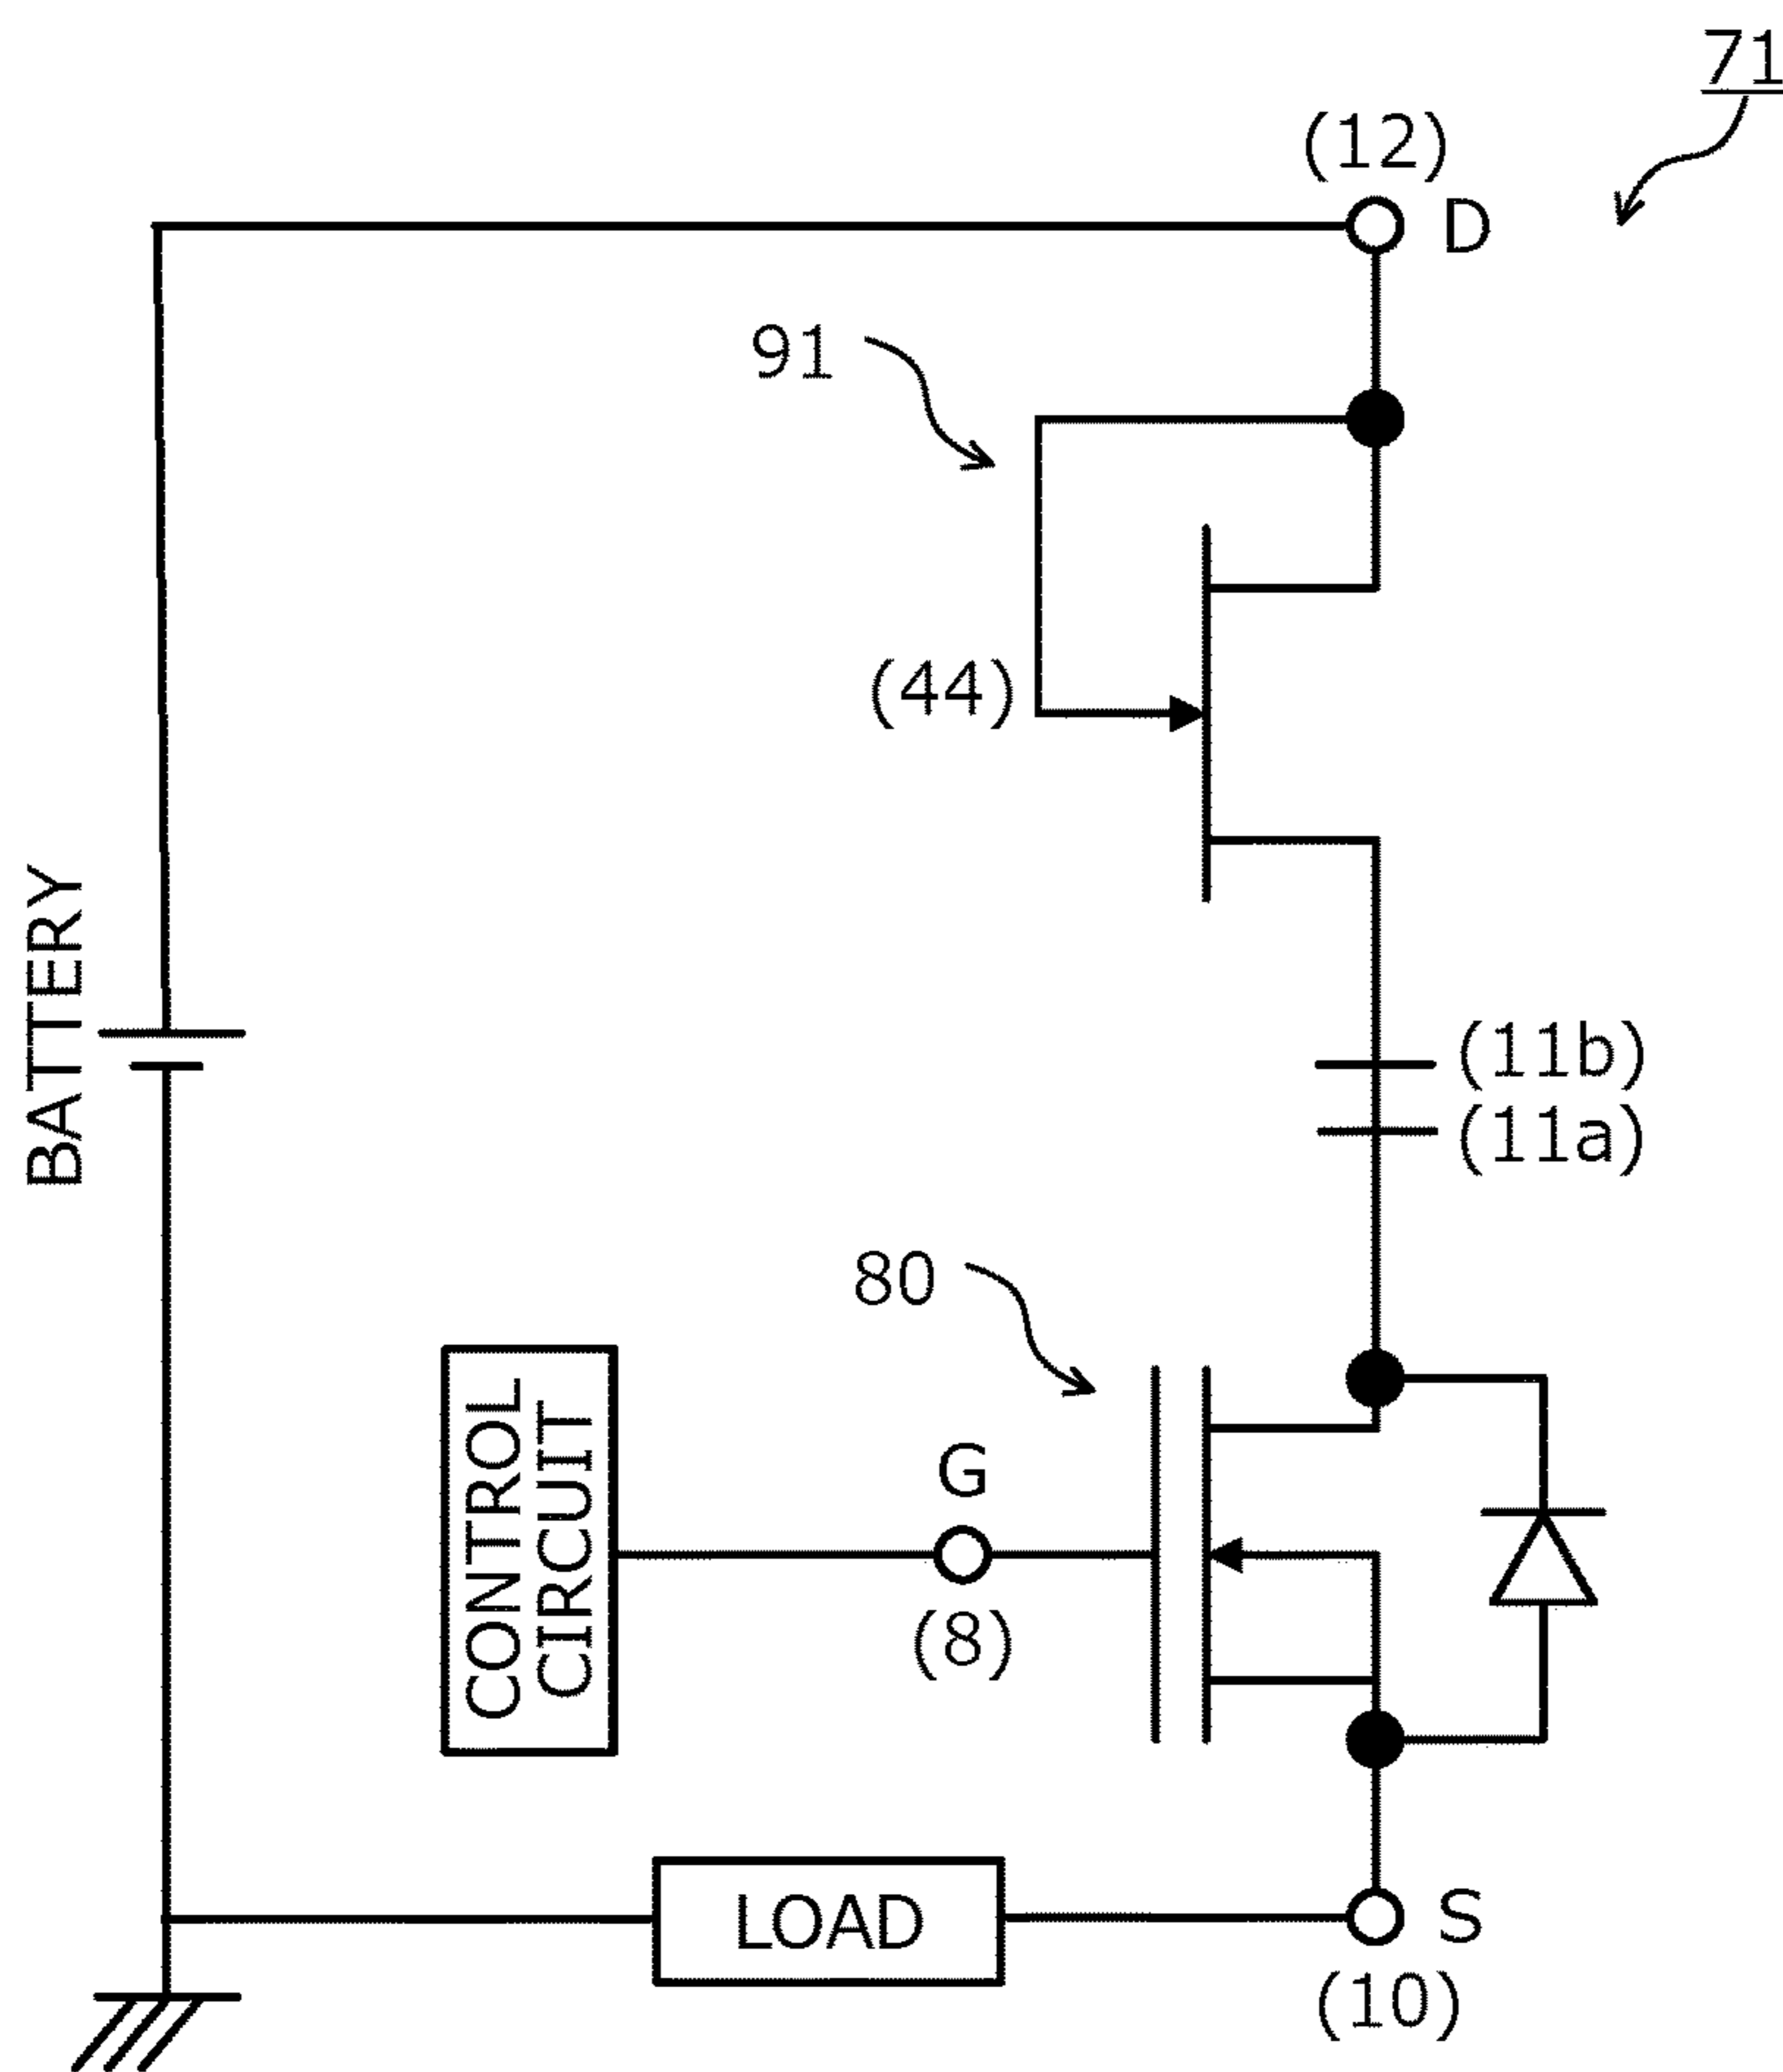 71
(12)
D
91
(44)
BATTERY
(11b)
(11a)
80
CONTROL
CIRCUIT
G
(8)
LOAD
S
(10)